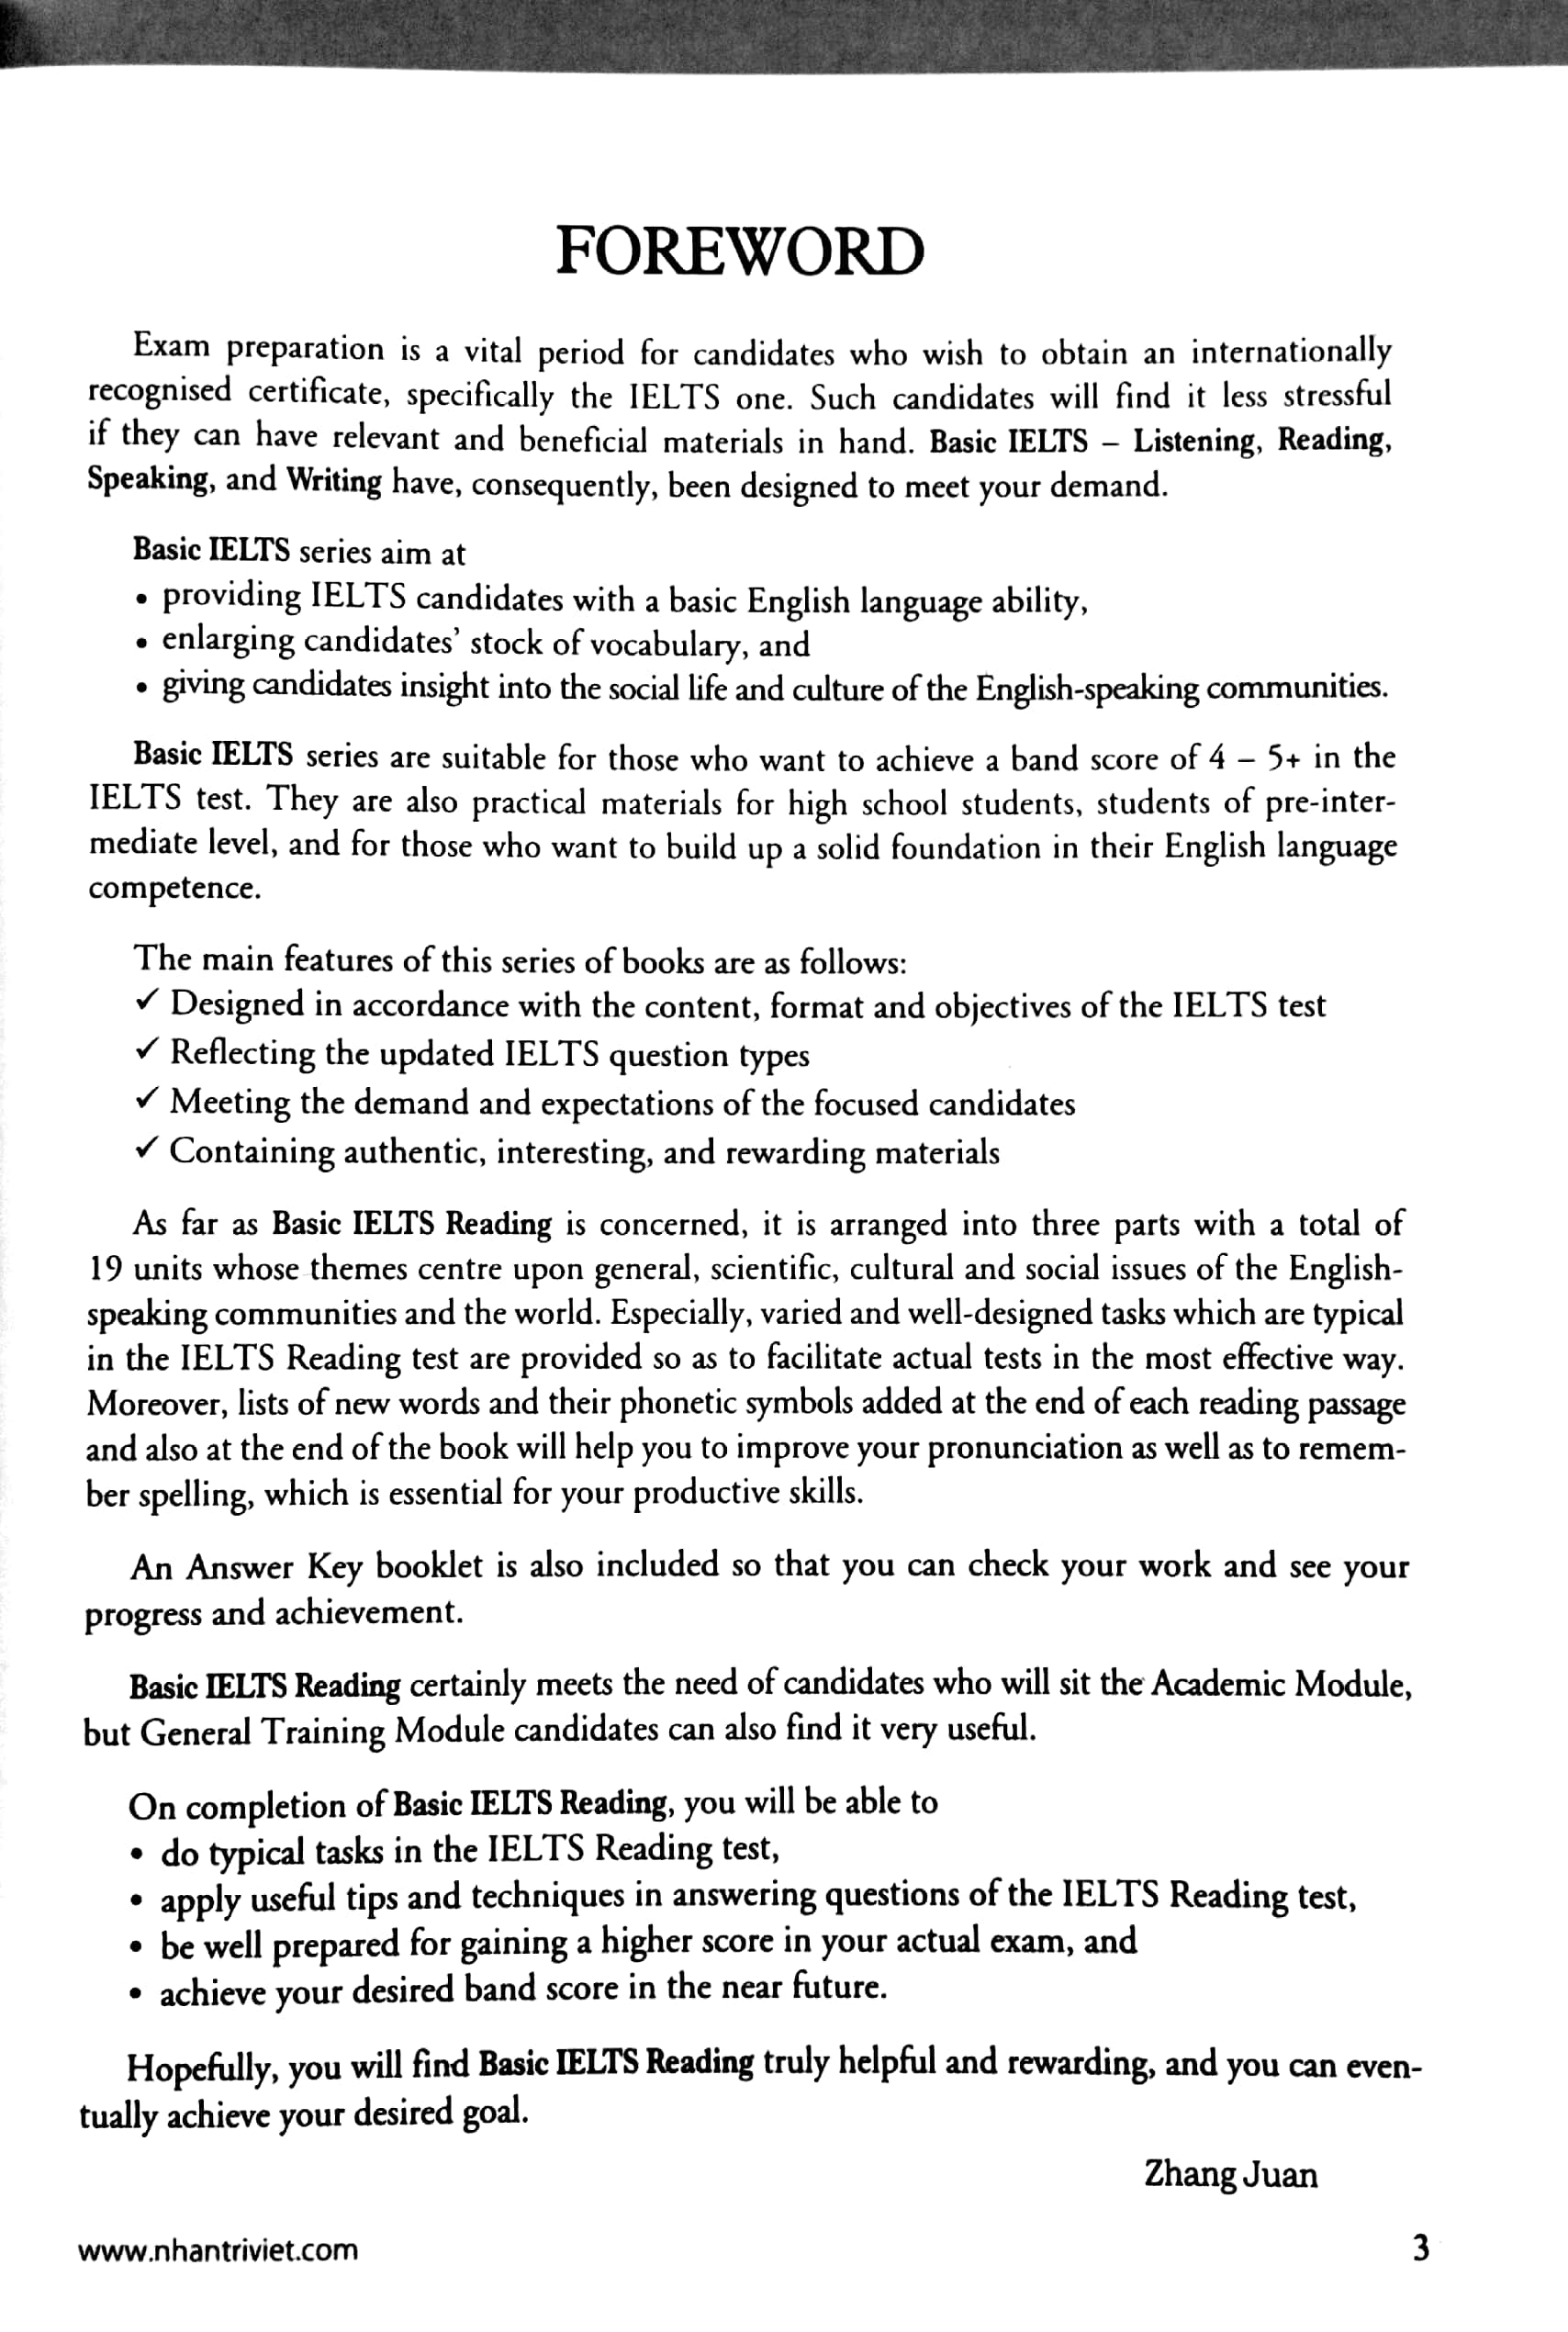 FOREWORD
Exam preparation is a vital period for candidates who wish to obtain an internationally
recognised certificate, specifically the IELTS one. Such candidates will find it less stressful
if they can have relevant and beneficial materials in hand. Basic IELTS – Listening, Reading,
Speaking, and Writing have, consequently, been designed to meet your demand.
Basic IELTS series aim at
• providing IELTS candidates with a basic English language ability,
• enlarging candidates' stock of vocabulary, and
• giving candidates insight into the social life and culture of the English-speaking communities.
Basic IELTS series are suitable for those who want to achieve a band score of 4 – 5+ in the
IELTS test. They are also practical materials for high school students, students of pre-inter-
mediate level, and for those who want to build up a solid foundation in their English language
competence.
The main features of this series of books are as follows:
✓ Designed in accordance with the content, format and objectives of the IELTS test
✓ Reflecting the updated IELTS question types
✓ Meeting the demand and expectations of the focused candidates
✓ Containing authentic, interesting, and rewarding materials
As far as Basic IELTS Reading is concerned, it is arranged into three parts with a total of
19 units whose themes centre upon general, scientific, cultural and social issues of the English-
speaking communities and the world. Especially, varied and well-designed tasks which are typical
in the IELTS Reading test are provided so as to facilitate actual tests in the most effective way.
Moreover, lists of new words and their phonetic symbols added at the end of each reading passage
and also at the end of the book will help you to improve your pronunciation as well as to remem-
ber spelling, which is essential for your productive skills.
An Answer Key booklet is also included so that you can check your work and see your
progress and achievement.
Basic IELTS Reading certainly meets the need of candidates who will sit the Academic Module,
but General Training Module candidates can also find it very useful.
On completion of Basic IELTS Reading, you will be able to
• do typical tasks in the IELTS Reading test,
• apply useful tips and techniques in answering questions of the IELTS Reading test,
• be well prepared for gaining a higher score in your actual exam, and
• achieve your desired band score in the near future.
Hopefully, you will find Basic IELTS Reading truly helpful and rewarding, and you can even-
tually achieve your desired goal.
Zhang Juan
www.nhantriviet.com
3